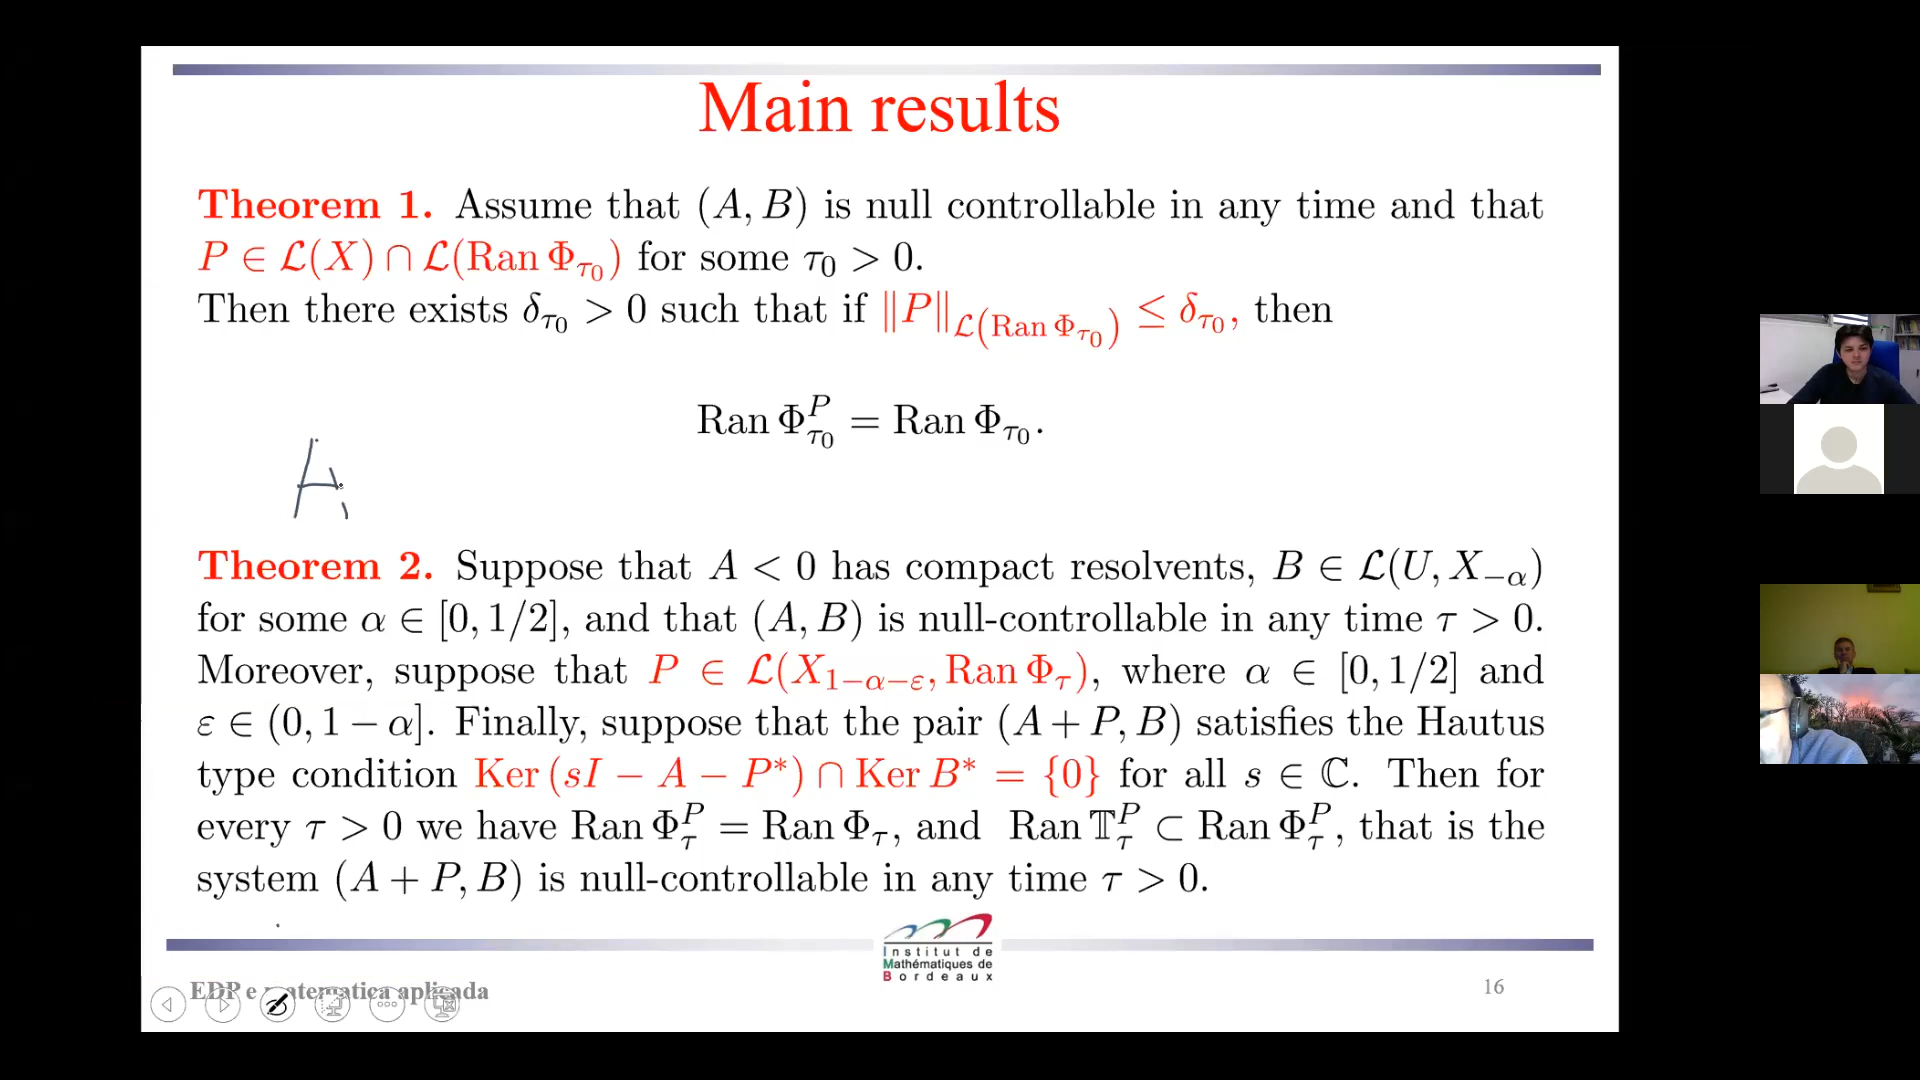 Main results
Theorem 1. Assume that (A, B) is null controllable in any time and that
P ∈ ℒ(X) ∩ ℒ(Ran Φ_{τ₀}) for some τ₀ > 0.
Then there exists δ_{τ₀} > 0 such that if ‖P‖_{ℒ(Ran Φ_{τ₀})} ≤ δ_{τ₀}, then
Ran Φ^P_{τ₀} = Ran Φ_{τ₀}.
A
Theorem 2. Suppose that A < 0 has compact resolvents, B ∈ ℒ(U, X_{−α})
for some α ∈ [0, 1/2], and that (A, B) is null-controllable in any time τ > 0.
Moreover, suppose that P ∈ ℒ(X_{1−α−ε}, Ran Φ_τ), where α ∈ [0, 1/2] and
ε ∈ (0, 1 − α]. Finally, suppose that the pair (A + P, B) satisfies the Hautus
type condition Ker (sI − A − P*) ∩ Ker B* = {0} for all s ∈ ℂ. Then for
every τ > 0 we have Ran Φ^P_τ = Ran Φ_τ, and Ran 𝕋^P_τ ⊂ Ran Φ^P_τ, that is the
system (A + P, B) is null-controllable in any time τ > 0.
Institut de
Mathématiques de
Bordeaux
EDP e matematica aplicada
16